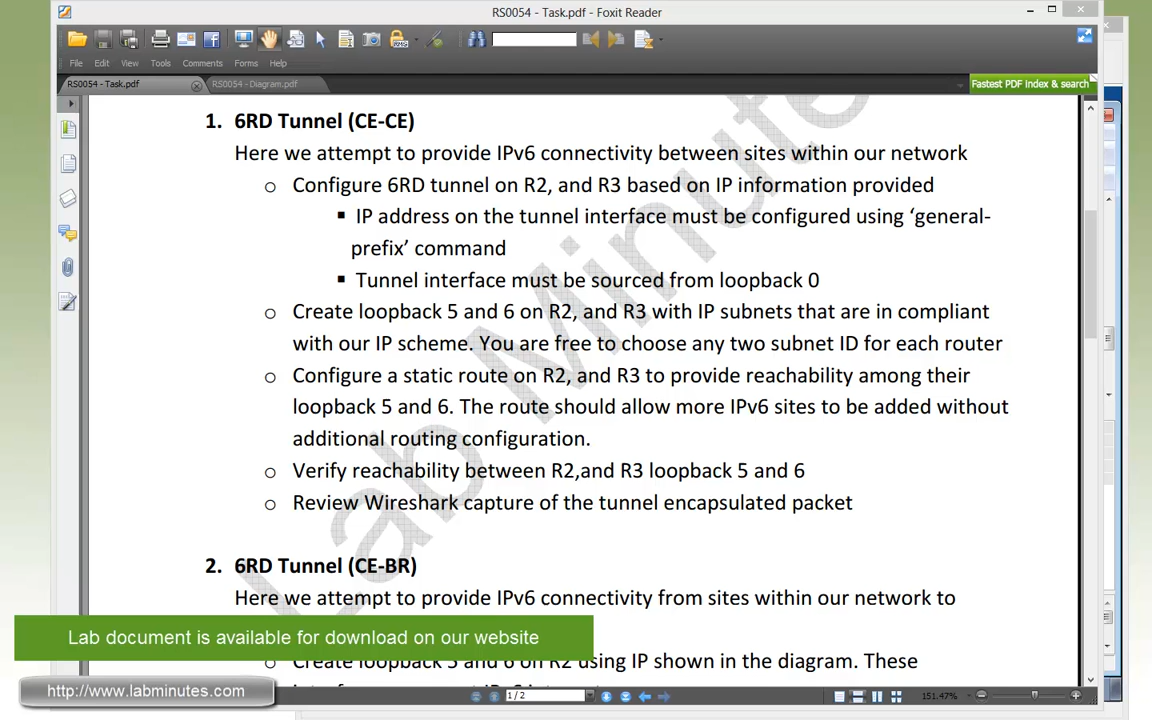 RS0054 - Task.pdf - Foxit Reader
File Edit View Tools Comments Forms Help
RS0054 - Task.pdf
RS0054 - Diagram.pdf
Fastest PDF index & search
1. 6RD Tunnel (CE-CE)
Here we attempt to provide IPv6 connectivity between sites within our network
o Configure 6RD tunnel on R2, and R3 based on IP information provided
▪ IP address on the tunnel interface must be configured using ‘general-
prefix’ command
▪ Tunnel interface must be sourced from loopback 0
o Create loopback 5 and 6 on R2, and R3 with IP subnets that are in compliant
with our IP scheme. You are free to choose any two subnet ID for each router
o Configure a static route on R2, and R3 to provide reachability among their
loopback 5 and 6. The route should allow more IPv6 sites to be added without
additional routing configuration.
o Verify reachability between R2,and R3 loopback 5 and 6
o Review Wireshark capture of the tunnel encapsulated packet
2. 6RD Tunnel (CE-BR)
Here we attempt to provide IPv6 connectivity from sites within our network to
Lab document is available for download on our website
Create loopback 5 and 6 on R2 using IP shown in the diagram. These
http://www.labminutes.com
1 / 2
151.47%
Lab Minutes